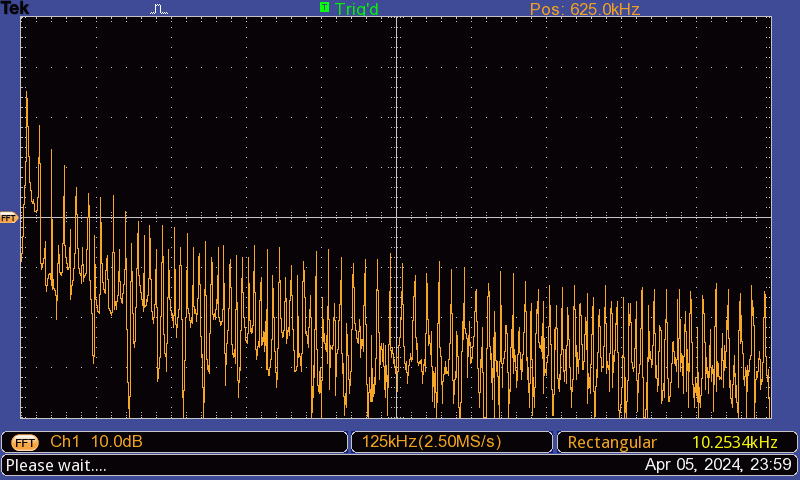 Tek T Trig'd Pos: 625.0kHz
FFT
FFT Ch1 10.0dB 125kHz(2.50MS/s) Rectangular 10.2534kHz
Please wait.... Apr 05, 2024, 23:59